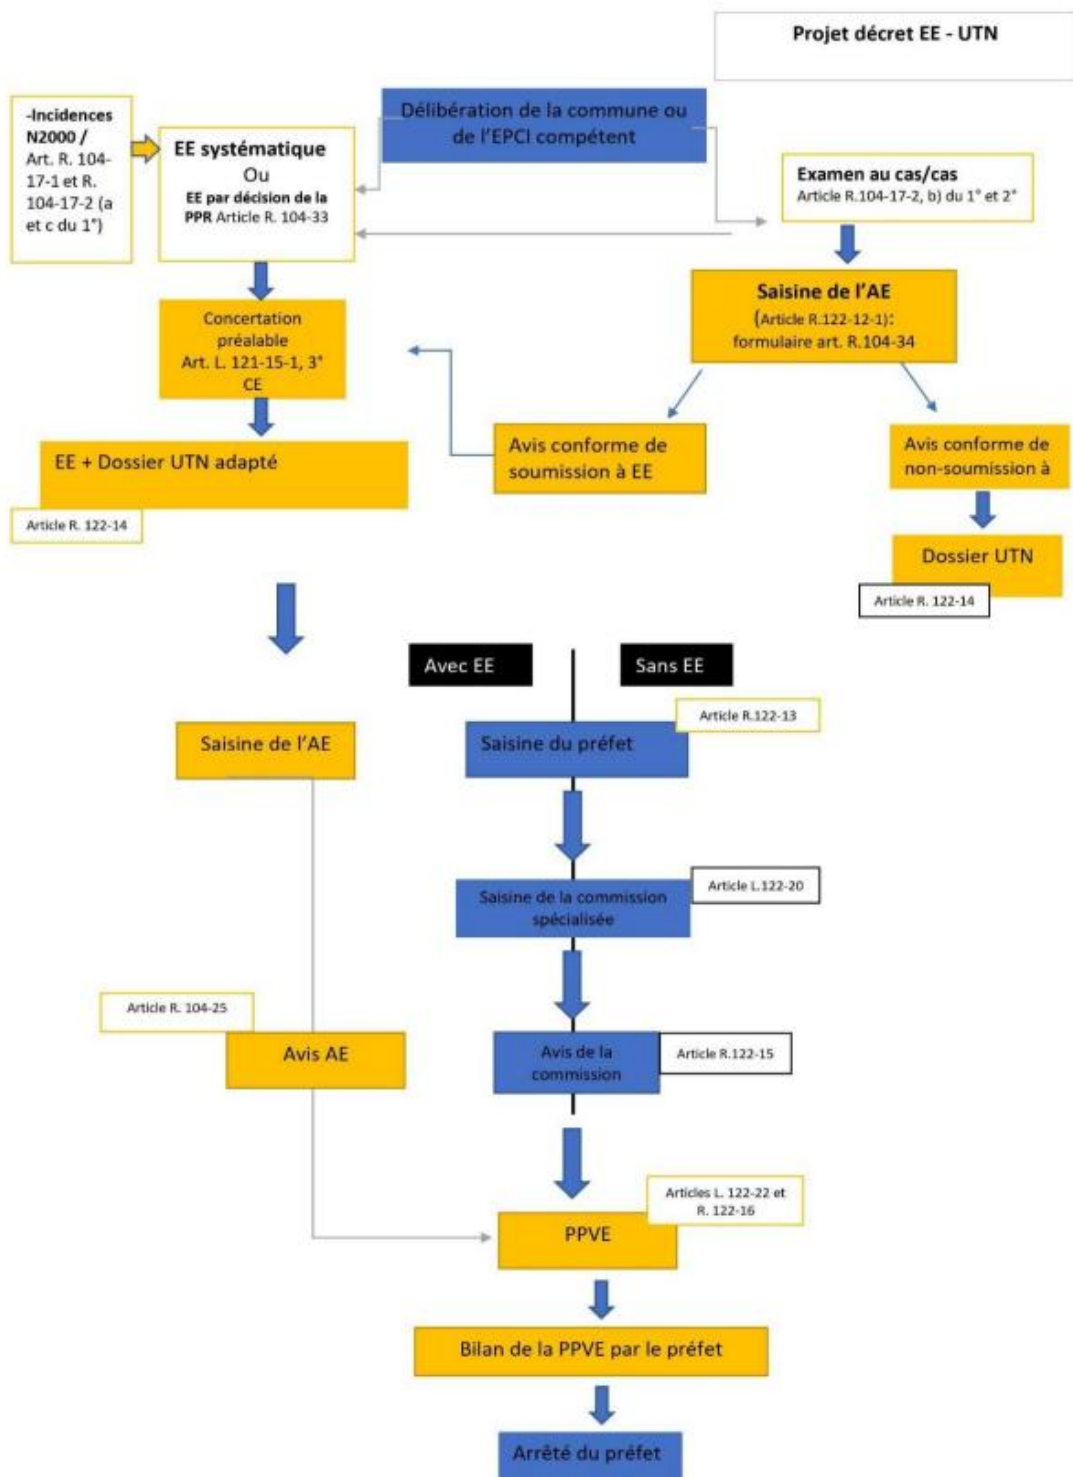 Projet décret EE - UTN
-Incidences
N2000 /
Art. R. 104-
17-1 et R.
104-17-2 (a
et c du 1°)
EE systématique
Ou
EE par décision de la
PPR Article R. 104-33
Délibération de la commune ou
de l'EPCI compétent
Examen au cas/cas
Article R.104-17-2, b) du 1° et 2°
Concertation
préalable
Art. L. 121-15-1, 3°
CE
Saisine de l'AE
(Article R.122-12-1):
formulaire art. R.104-34
EE + Dossier UTN adapté
Article R. 122-14
Avis conforme de
soumission à EE
Avis conforme de
non-soumission à
Dossier UTN
Article R. 122-14
Avec EE
Sans EE
Article R.122-13
Saisine de l'AE
Saisine du préfet
Article L.122-20
Saisine de la commission
spécialisée
Article R. 104-25
Avis AE
Avis de la
commission
Article R.122-15
Articles L. 122-22 et
R. 122-16
PPVE
Bilan de la PPVE par le préfet
Arrêté du préfet